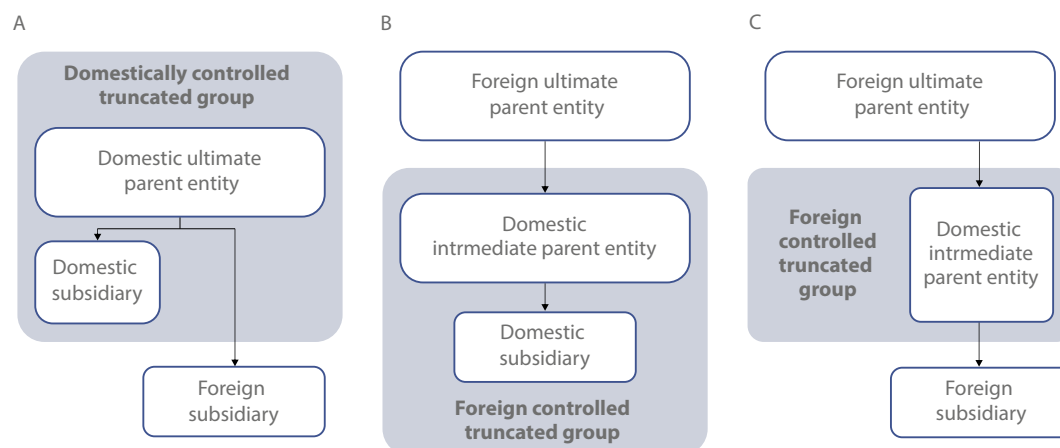 A
Domestically controlled
truncated group
Domestic ultimate
parent entity
Domestic
subsidiary
Foreign
subsidiary
B
Foreign ultimate
parent entity
Domestic
intrmediate parent entity
Domestic
subsidiary
Foreign controlled
truncated group
C
Foreign ultimate
parent entity
Foreign
controlled
truncated
group
Domestic
intrmediate
parent entity
Foreign
subsidiary